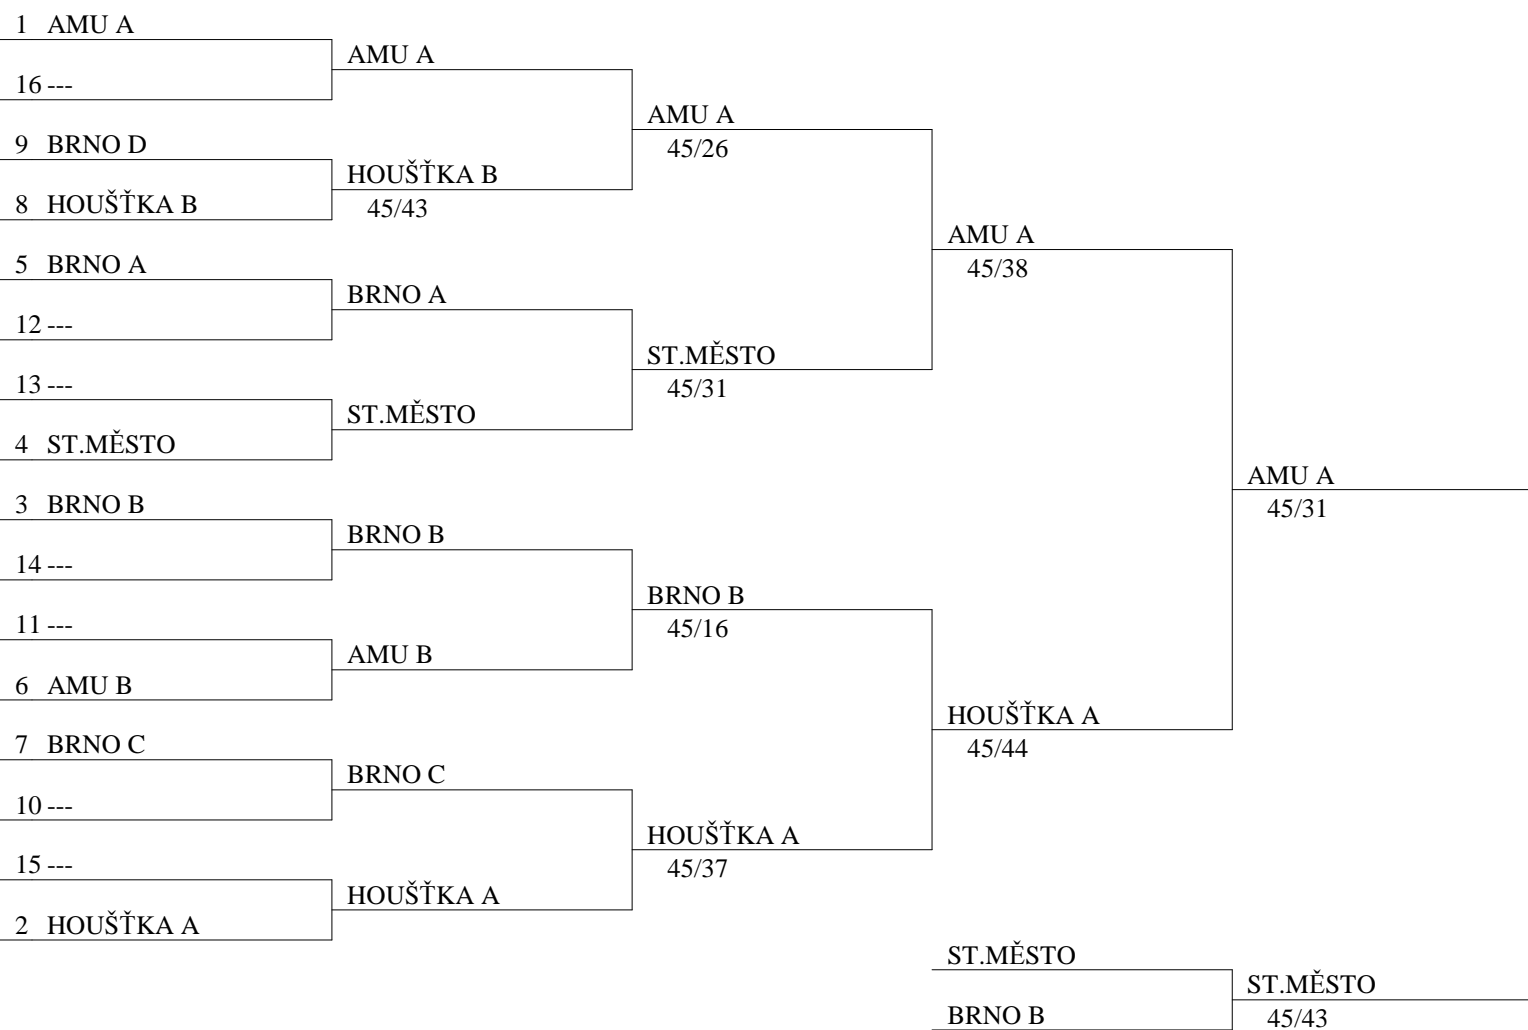 1 AMU A
16 ---
9 BRNO D
8 HOUŠŤKA B
5 BRNO A
12 ---
13 ---
4 ST.MĚSTO
3 BRNO B
14 ---
11 ---
6 AMU B
7 BRNO C
10 ---
15 ---
2 HOUŠŤKA A
AMU A
HOUŠŤKA B
45/43
BRNO A
ST.MĚSTO
BRNO B
AMU B
BRNO C
HOUŠŤKA A
AMU A
45/26
ST.MĚSTO
45/31
BRNO B
45/16
HOUŠŤKA A
45/37
AMU A
45/38
HOUŠŤKA A
45/44
AMU A
45/31
ST.MĚSTO
BRNO B
ST.MĚSTO
45/43